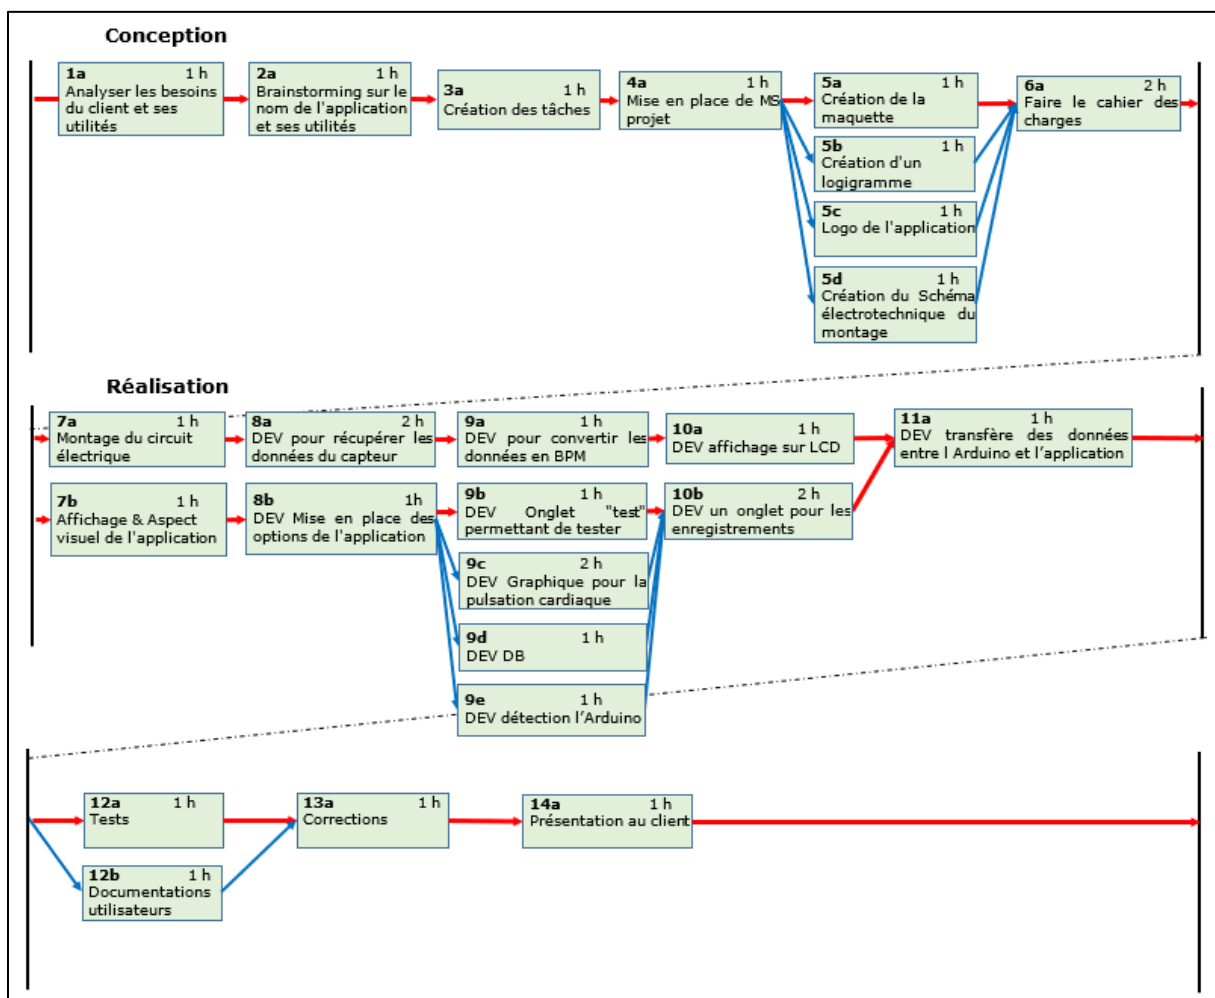 Conception
1a 1 h
Analyser les besoins
du client et ses
utilités
2a 1 h
Brainstorming sur le
nom de l'application
et ses utilités
3a 1 h
Création des tâches
4a 1 h
Mise en place de MS
projet
5a 1 h
Création de la
maquette
5b 1 h
Création d'un
logigramme
5c 1 h
Logo de l'application
5d 1 h
Création du Schéma
électrotechnique du
montage
6a 2 h
Faire le cahier des
charges
Réalisation
7a 1 h
Montage du circuit
électrique
8a 2 h
DEV pour récupérer les
données du capteur
9a 1 h
DEV pour convertir les
données en BPM
10a 1 h
DEV affichage sur LCD
11a 1 h
DEV transfère des données
entre l Arduino et l’application
7b 1 h
Affichage & Aspect
visuel de l'application
8b 1h
DEV Mise en place des
options de l'application
9b 1 h
DEV Onglet "test"
permettant de tester
10b 2 h
DEV un onglet pour les
enregistrements
9c 2 h
DEV Graphique pour la
pulsation cardiaque
9d 1 h
DEV DB
9e 1 h
DEV détection l’Arduino
12a 1 h
Tests
13a 1 h
Corrections
14a 1 h
Présentation au client
12b 1 h
Documentations
utilisateurs